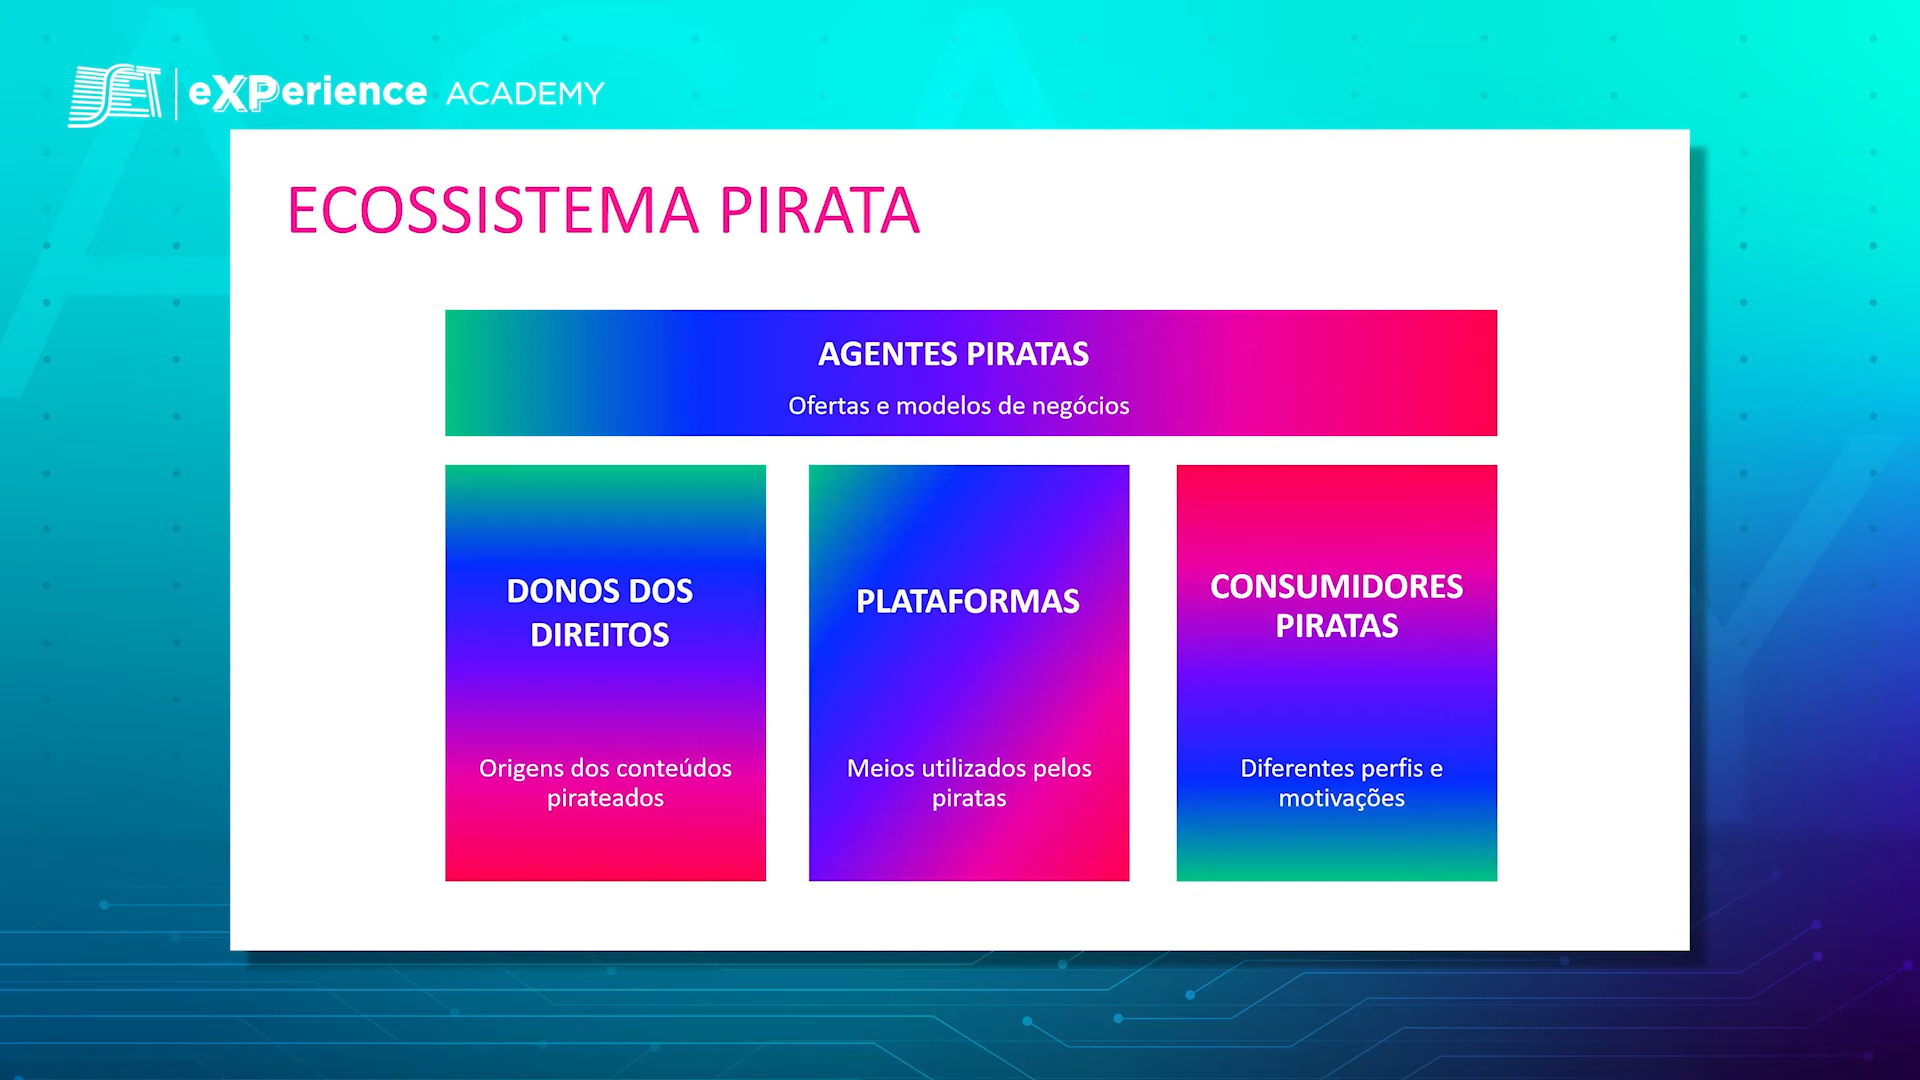 SET eXPerience ACADEMY
ECOSSISTEMA PIRATA
AGENTES PIRATAS
Ofertas e modelos de negócios
DONOS DOS
DIREITOS
Origens dos conteúdos
pirateados
PLATAFORMAS
Meios utilizados pelos
piratas
CONSUMIDORES
PIRATAS
Diferentes perfis e
motivações